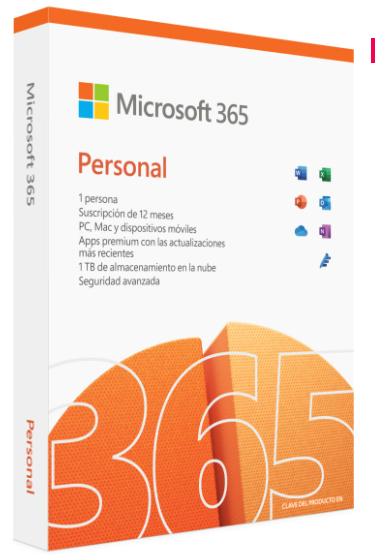 Microsoft 365
Personal
Microsoft 365
Personal
1 persona
Suscripción de 12 meses
PC, Mac y dispositivos móviles
Apps premium con las actualizaciones
más recientes
1 TB de almacenamiento en la nube
Seguridad avanzada
W
X
P
O
N
365
CLAVE DEL PRODUCTO EN